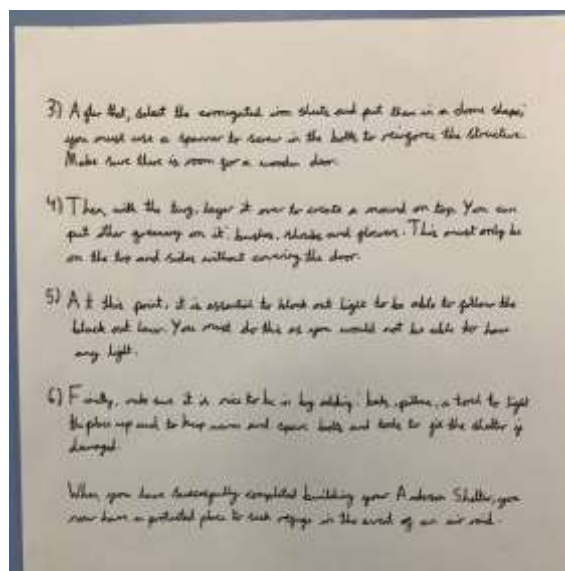 3) After that, select the corrugated iron sheets and put them in a dome shape;
you must use a spanner to screw in the bolts to reinforce the structure.
Make sure there is room for a wooden door.
4) Then, with the turf, layer it over to create a mound on top. You can
put other greenery on it: bushes, shrubs and flowers. This must only be
on the top and sides without covering the door.
5) At this point, it is essential to block out light to be able to follow the
black out law. You must do this as you would not be able to have
any light.
6) Finally, make sure it is nice to be in by adding: beds, pillows, a torch to light
the place up and to keep warm and spare bolts and tools to fix the shelter if
damaged.
When you have successfully completed building your Anderson Shelter, you
now have a protected place to seek refuge in the event of an air raid.